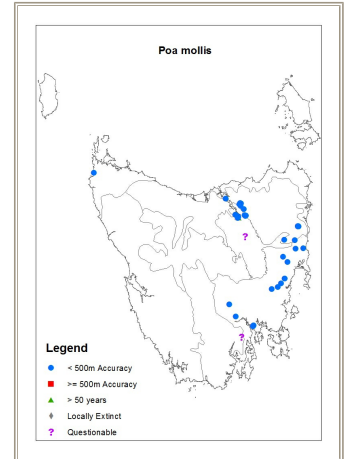 Poa mollis
?
?
Legend
< 500m Accuracy
>= 500m Accuracy
> 50 years
Locally Extinct
? Questionable